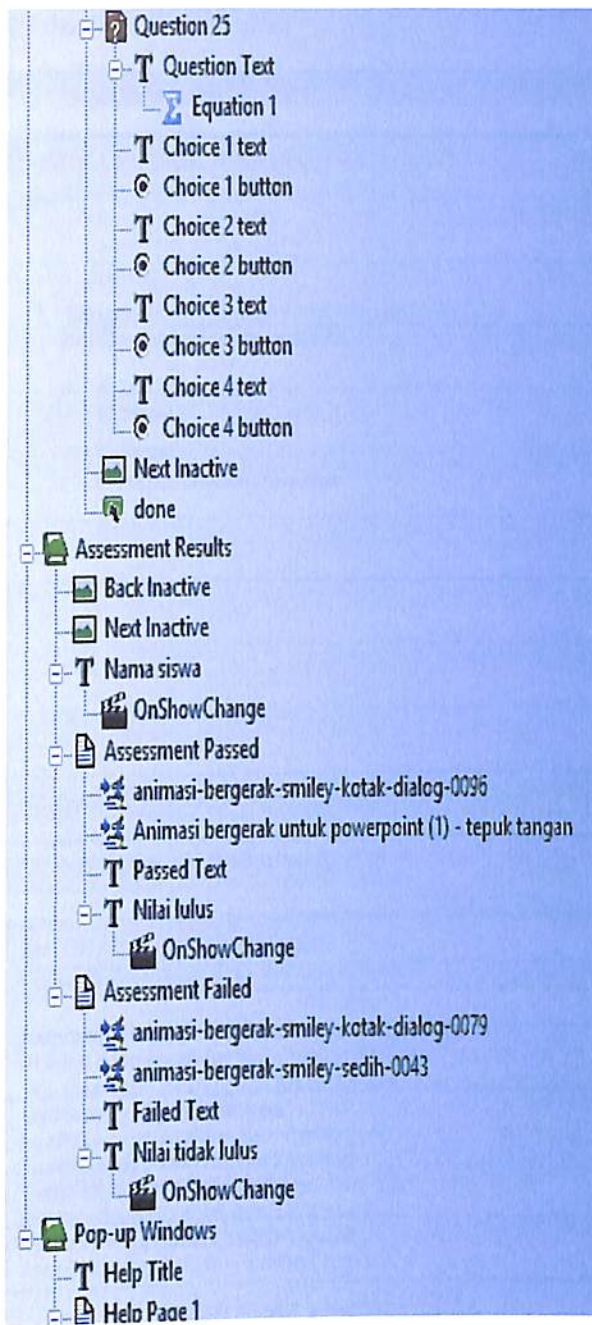 Question 25
T Question Text
Σ Equation 1
T Choice 1 text
Choice 1 button
T Choice 2 text
Choice 2 button
T Choice 3 text
Choice 3 button
T Choice 4 text
Choice 4 button
Next Inactive
done
Assessment Results
Back Inactive
Next Inactive
T Nama siswa
OnShowChange
Assessment Passed
animasi-bergerak-smiley-kotak-dialog-0096
Animasi bergerak untuk powerpoint (1) - tepuk tangan
T Passed Text
T Nilai lulus
OnShowChange
Assessment Failed
animasi-bergerak-smiley-kotak-dialog-0079
animasi-bergerak-smiley-sedih-0043
T Failed Text
T Nilai tidak lulus
OnShowChange
Pop-up Windows
T Help Title
Help Page 1